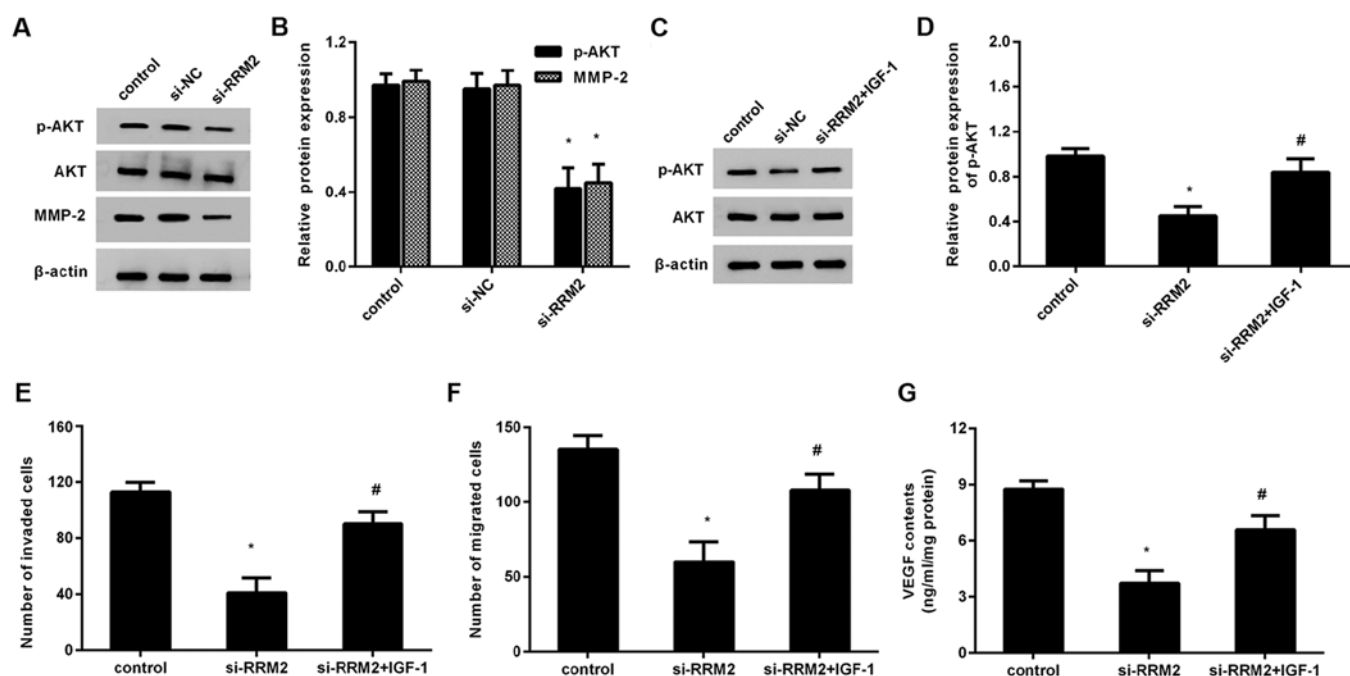 A
control
si-NC
si-RRM2
p-AKT
AKT
MMP-2
β-actin
B
Relative protein expression
1.2
0.8
0.4
0.0
p-AKT
MMP-2
*
*
control
si-NC
si-RRM2
C
control
si-NC
si-RRM2+IGF-1
p-AKT
AKT
β-actin
D
Relative protein expression
of p-AKT
2.0
1.6
1.2
0.8
0.4
0.0
*
#
control
si-RRM2
si-RRM2+IGF-1
E
Number of invaded cells
160
120
80
40
0
*
#
control
si-RRM2
si-RRM2+IGF-1
F
Number of migrated cells
150
100
50
0
*
#
control
si-RRM2
si-RRM2+IGF-1
G
VEGF contents
(ng/ml/mg protein)
12
9
6
3
0
*
#
control
si-RRM2
si-RRM2+IGF-1